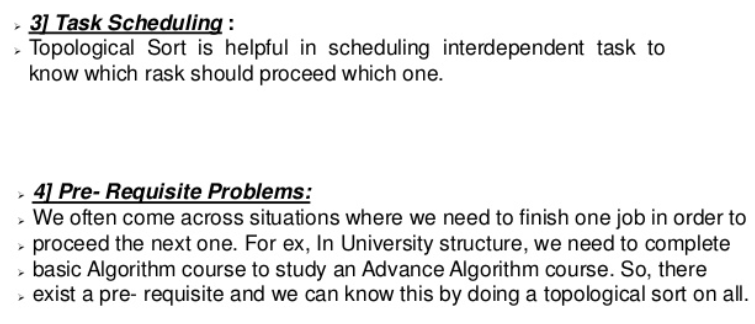 ➢ 3] Task Scheduling :
➢ Topological Sort is helpful in scheduling interdependent task to
know which rask should proceed which one.
➢ 4] Pre- Requisite Problems:
➢ We often come across situations where we need to finish one job in order to
➢ proceed the next one. For ex, In University structure, we need to complete
➢ basic Algorithm course to study an Advance Algorithm course. So, there
➢ exist a pre- requisite and we can know this by doing a topological sort on all.